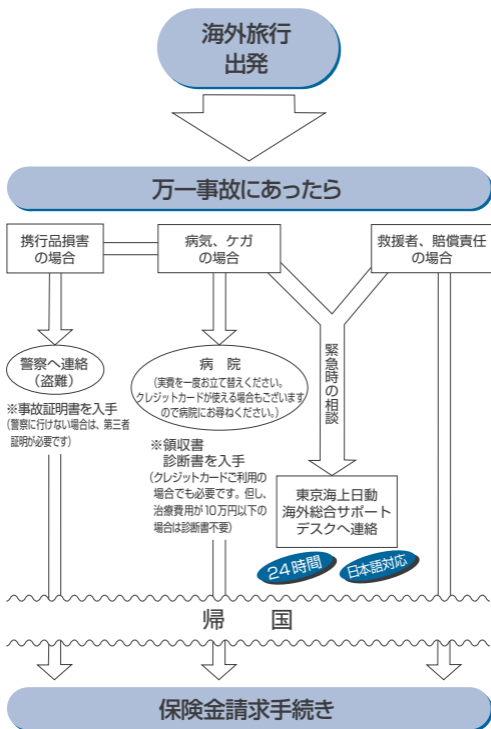 海外旅行
出発
万一事故にあったら
携行品損害
の場合
病気、ケガ
の場合
救援者、賠償責任
の場合
警察へ連絡
(盗難)
※事故証明書を入手
(警察に行けない場合は、第三者
証明が必要です)
病 院
(実費を一度お立て替えください。
クレジットカードが使える場合もございます
ので病院にお尋ねください。)
※領収書
診断書を入手
(クレジットカードご利用の
場合でも必要です。但し、
治療費用が10万円以下の
場合は診断書不要)
緊急時の相談
東京海上日動
海外総合サポート
デスクへ連絡
24時間
日本語対応
帰 国
保険金請求手続き